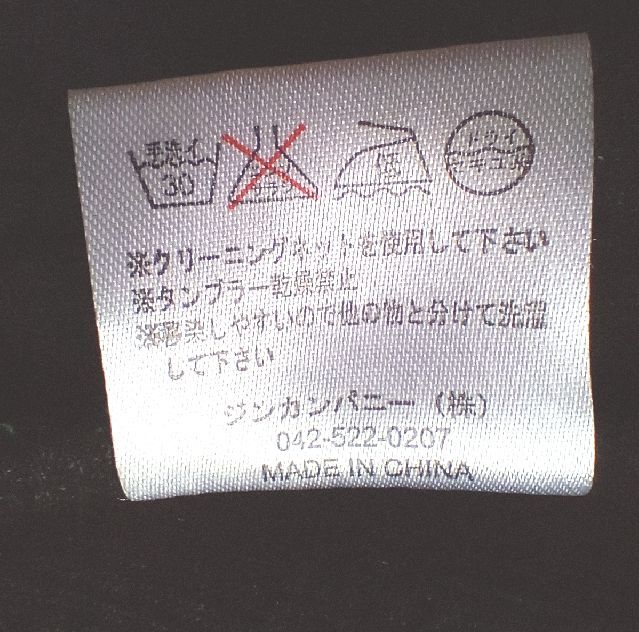 手洗イ 30
低
ドライ セキユ系
※クリーニングネットを使用して下さい
※タンブラー乾燥禁止
※移染しやすいので他の物と分けて洗濯
して下さい
ジンカンパニー（株）
042-522-0207
MADE IN CHINA